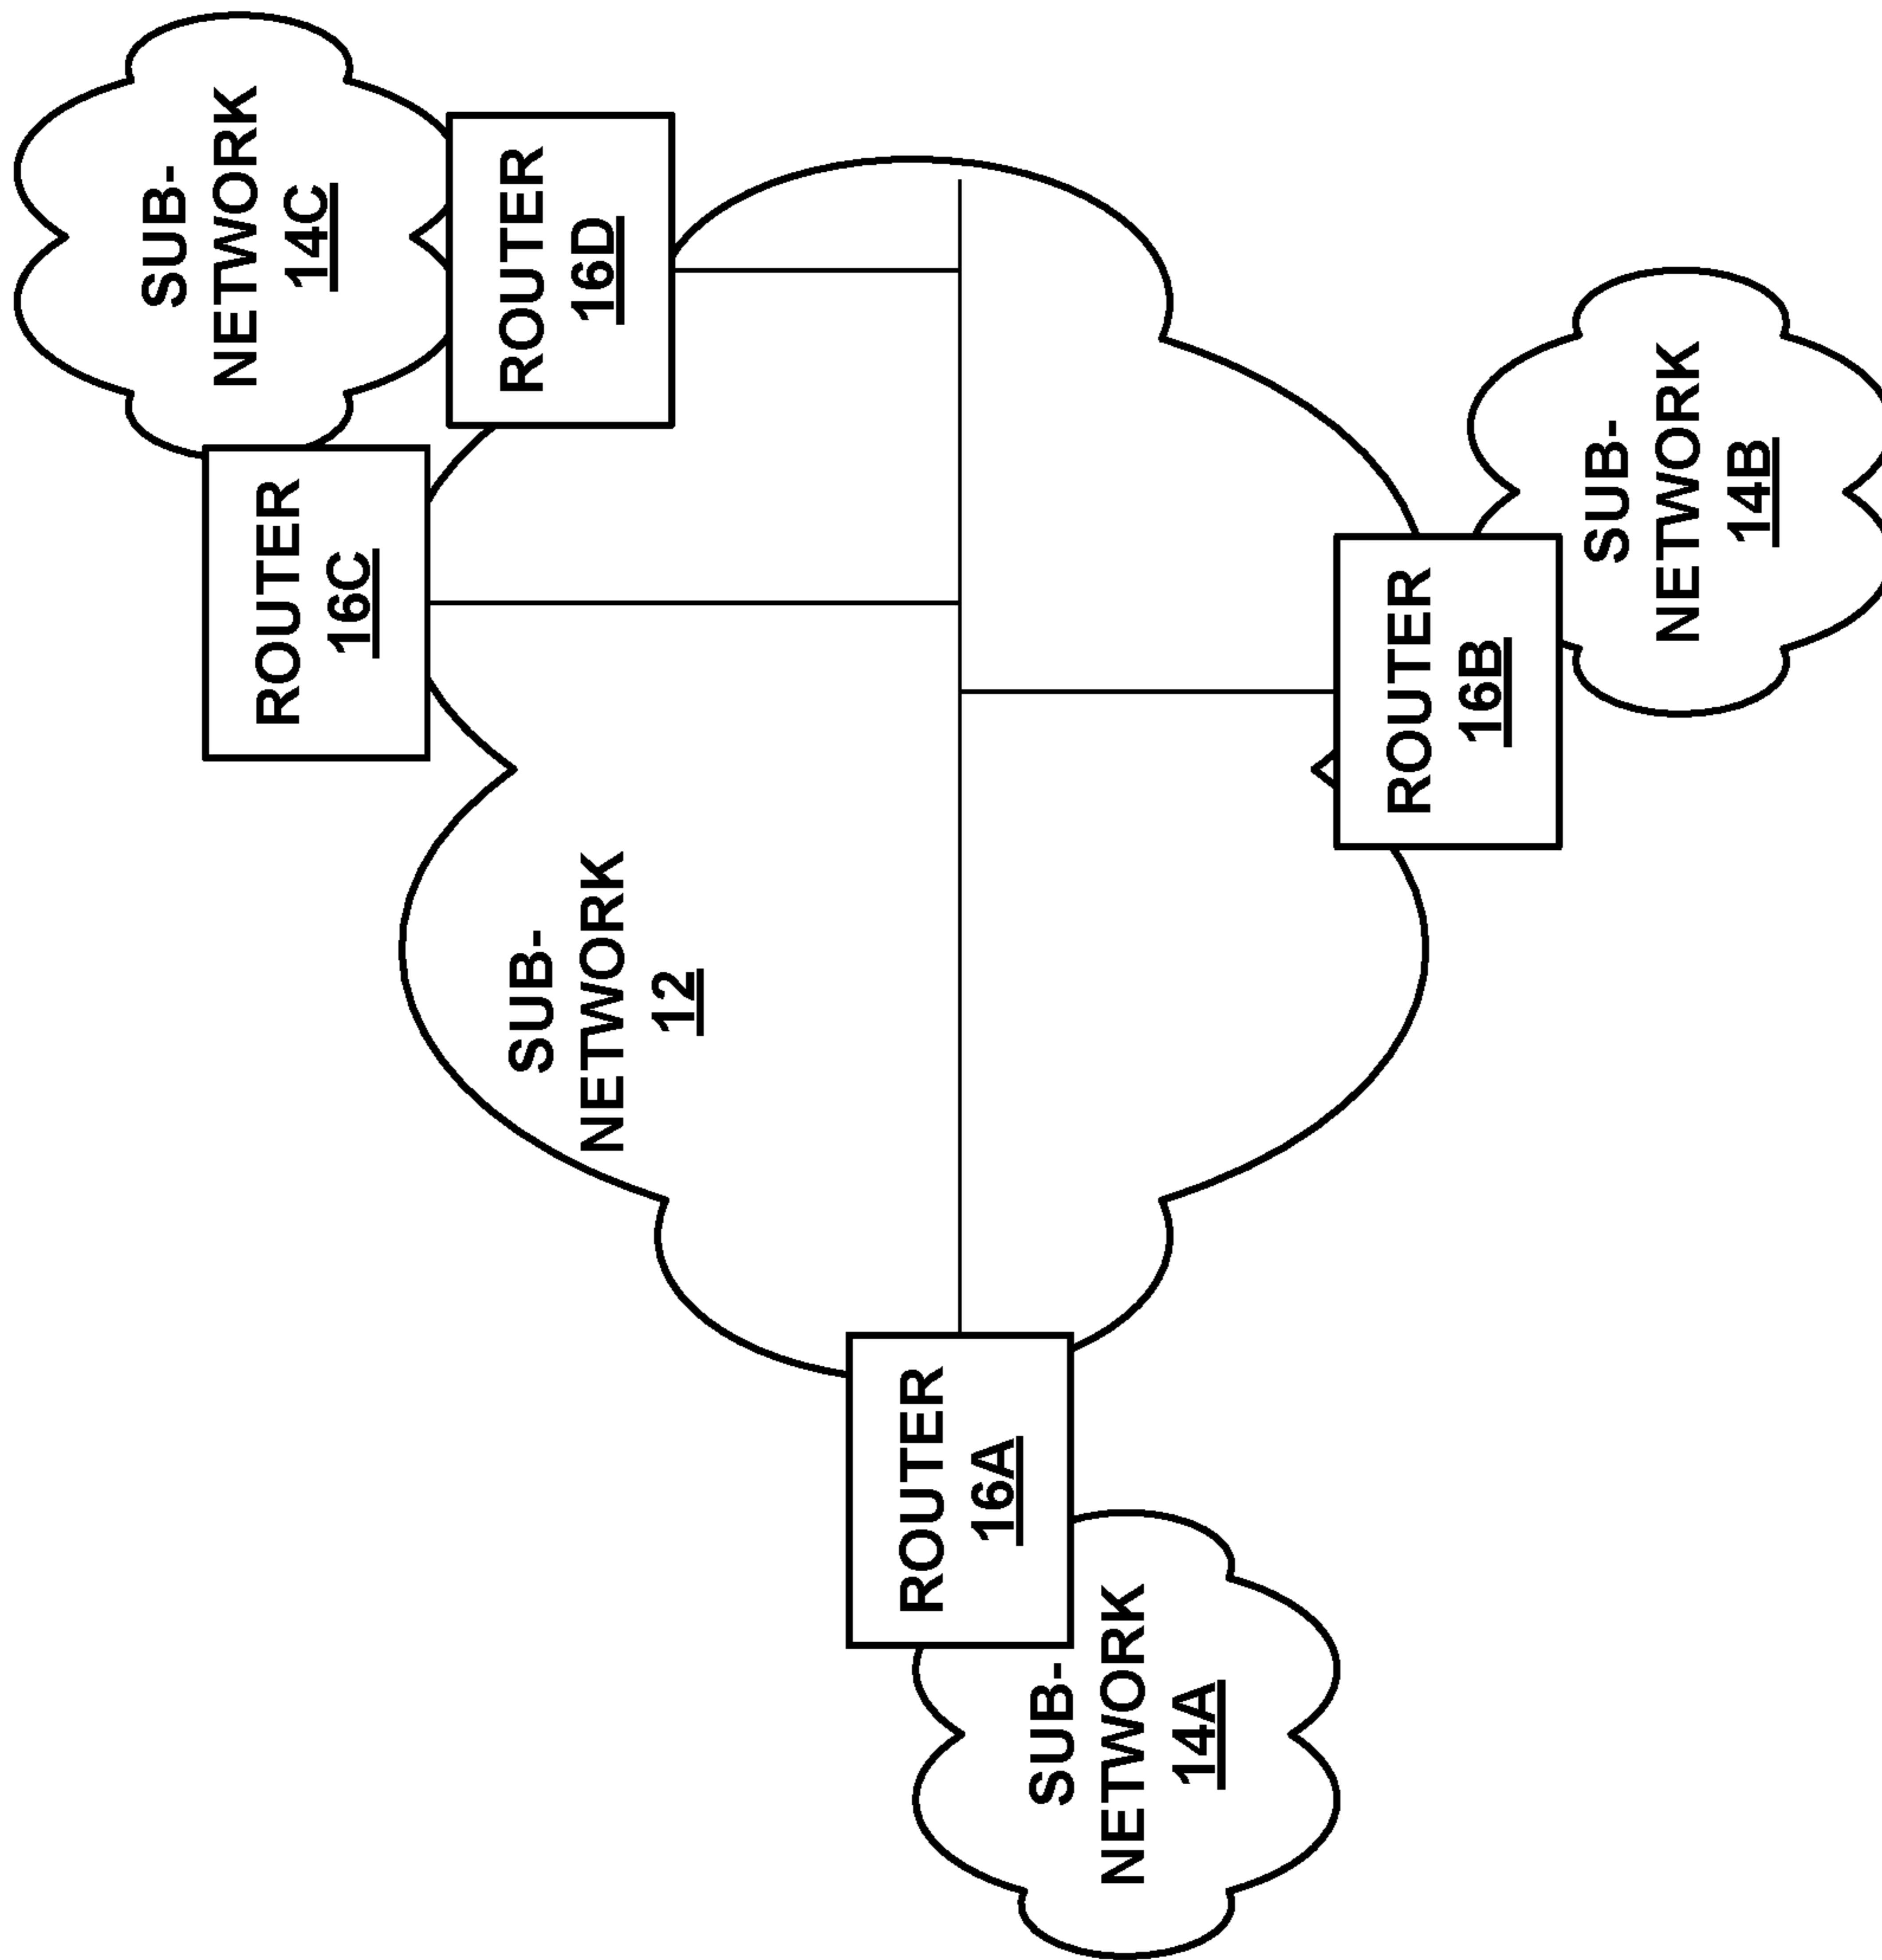 SUB-
NETWORK
14C
ROUTER
16C
ROUTER
16D
SUB-
NETWORK
12
ROUTER
16A
SUB-
NETWORK
14A
ROUTER
16B
SUB-
NETWORK
14B